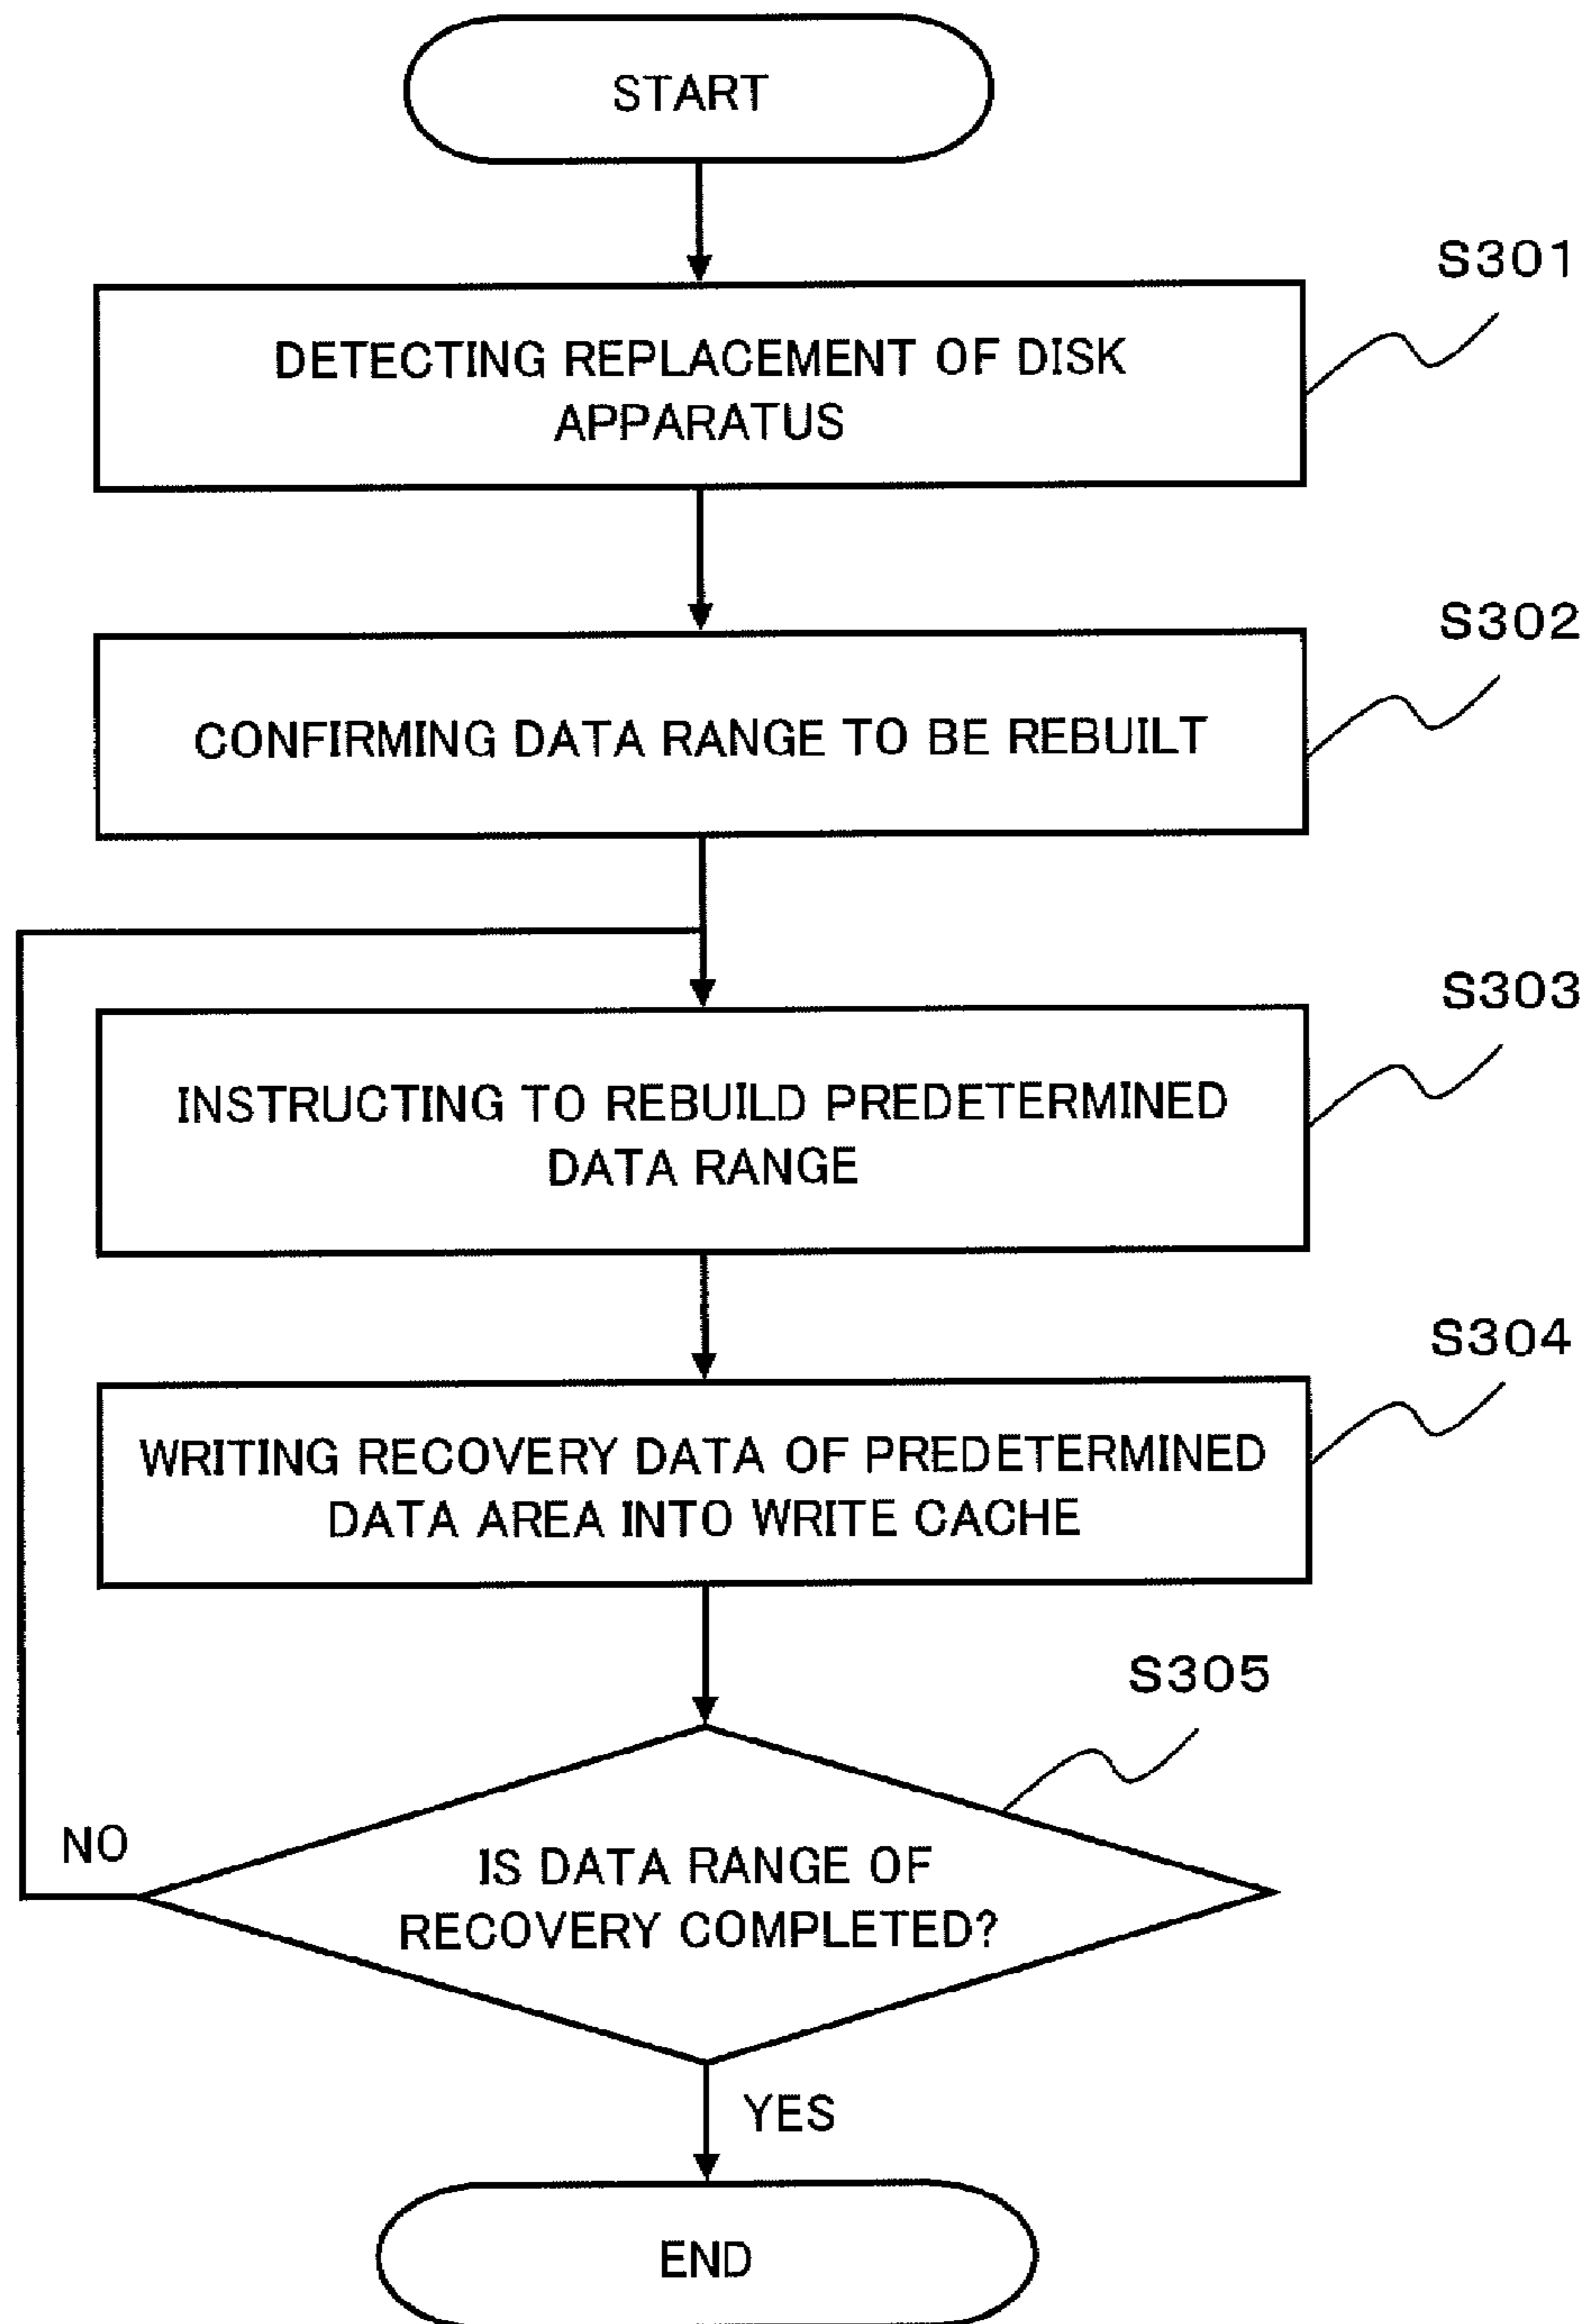 START
S301
DETECTING REPLACEMENT OF DISK
APPARATUS
S302
CONFIRMING DATA RANGE TO BE REBUILT
S303
INSTRUCTING TO REBUILD PREDETERMINED
DATA RANGE
S304
WRITING RECOVERY DATA OF PREDETERMINED
DATA AREA INTO WRITE CACHE
S305
NO
IS DATA RANGE OF
RECOVERY COMPLETED?
YES
END